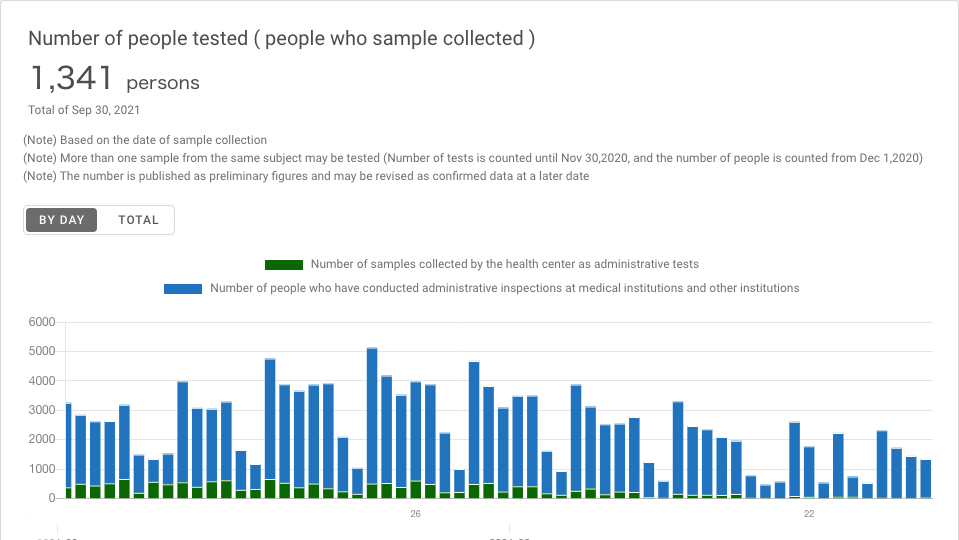 Number of people tested ( people who sample collected )
1,341 persons
Total of Sep 30, 2021
(Note) Based on the date of sample collection
(Note) More than one sample from the same subject may be tested (Number of tests is counted until Nov 30,2020, and the number of people is counted from Dec 1,2020)
(Note) The number is published as preliminary figures and may be revised as confirmed data at a later date
BY DAY TOTAL
Number of samples collected by the health center as administrative tests
Number of people who have conducted administrative inspections at medical institutions and other institutions
6000
5000
4000
3000
2000
1000
0
26 22